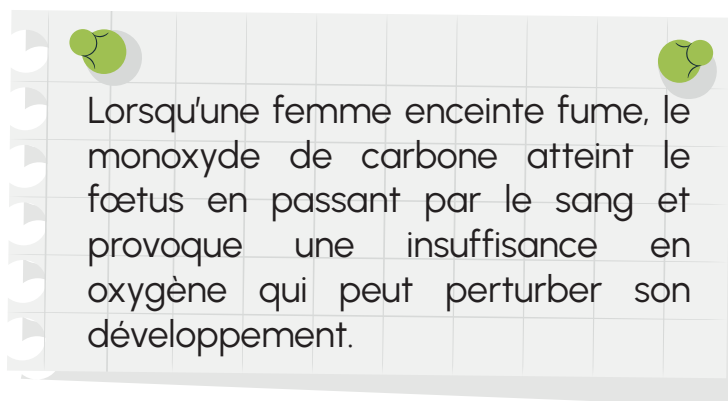 Lorsqu'une femme enceinte fume, le
monoxyde de carbone atteint le
fœtus en passant par le sang et
provoque une insuffisance en
oxygène qui peut perturber son
développement.